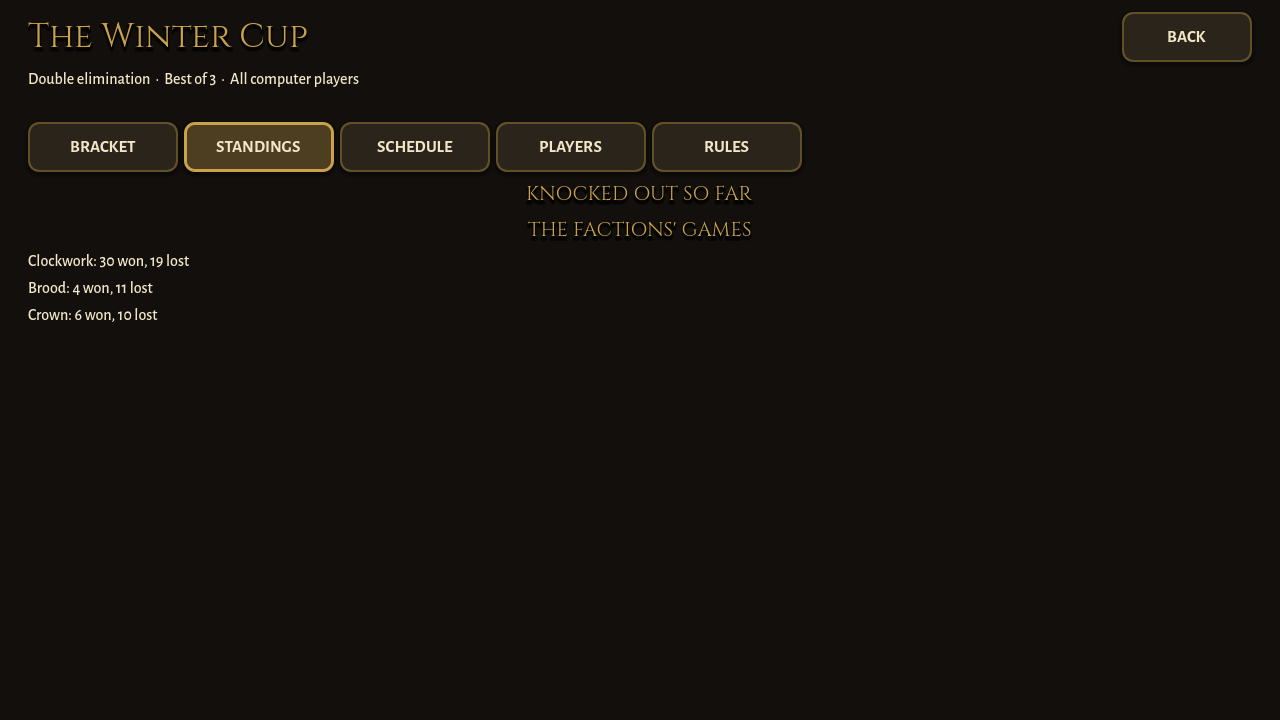 The Winter Cup
BACK
Double elimination · Best of 3 · All computer players
BRACKET
STANDINGS
SCHEDULE
PLAYERS
RULES
KNOCKED OUT SO FAR
THE FACTIONS' GAMES
Clockwork: 30 won, 19 lost
Brood: 4 won, 11 lost
Crown: 6 won, 10 lost